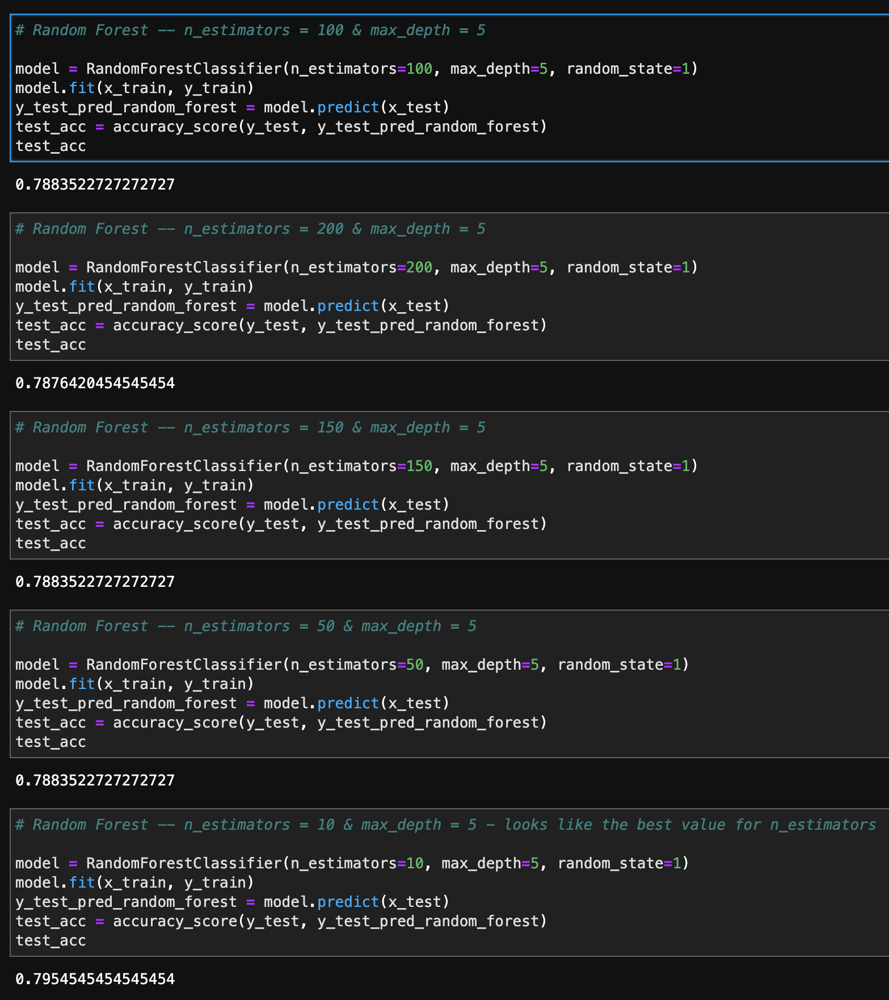 # Random Forest -- n_estimators = 100 & max_depth = 5
model = RandomForestClassifier(n_estimators=100, max_depth=5, random_state=1)
model.fit(x_train, y_train)
y_test_pred_random_forest = model.predict(x_test)
test_acc = accuracy_score(y_test, y_test_pred_random_forest)
test_acc
0.7883522727272727
# Random Forest -- n_estimators = 200 & max_depth = 5
model = RandomForestClassifier(n_estimators=200, max_depth=5, random_state=1)
model.fit(x_train, y_train)
y_test_pred_random_forest = model.predict(x_test)
test_acc = accuracy_score(y_test, y_test_pred_random_forest)
test_acc
0.7876420454545454
# Random Forest -- n_estimators = 150 & max_depth = 5
model = RandomForestClassifier(n_estimators=150, max_depth=5, random_state=1)
model.fit(x_train, y_train)
y_test_pred_random_forest = model.predict(x_test)
test_acc = accuracy_score(y_test, y_test_pred_random_forest)
test_acc
0.7883522727272727
# Random Forest -- n_estimators = 50 & max_depth = 5
model = RandomForestClassifier(n_estimators=50, max_depth=5, random_state=1)
model.fit(x_train, y_train)
y_test_pred_random_forest = model.predict(x_test)
test_acc = accuracy_score(y_test, y_test_pred_random_forest)
test_acc
0.7883522727272727
# Random Forest -- n_estimators = 10 & max_depth = 5 - looks like the best value for n_estimators
model = RandomForestClassifier(n_estimators=10, max_depth=5, random_state=1)
model.fit(x_train, y_train)
y_test_pred_random_forest = model.predict(x_test)
test_acc = accuracy_score(y_test, y_test_pred_random_forest)
test_acc
0.7954545454545454